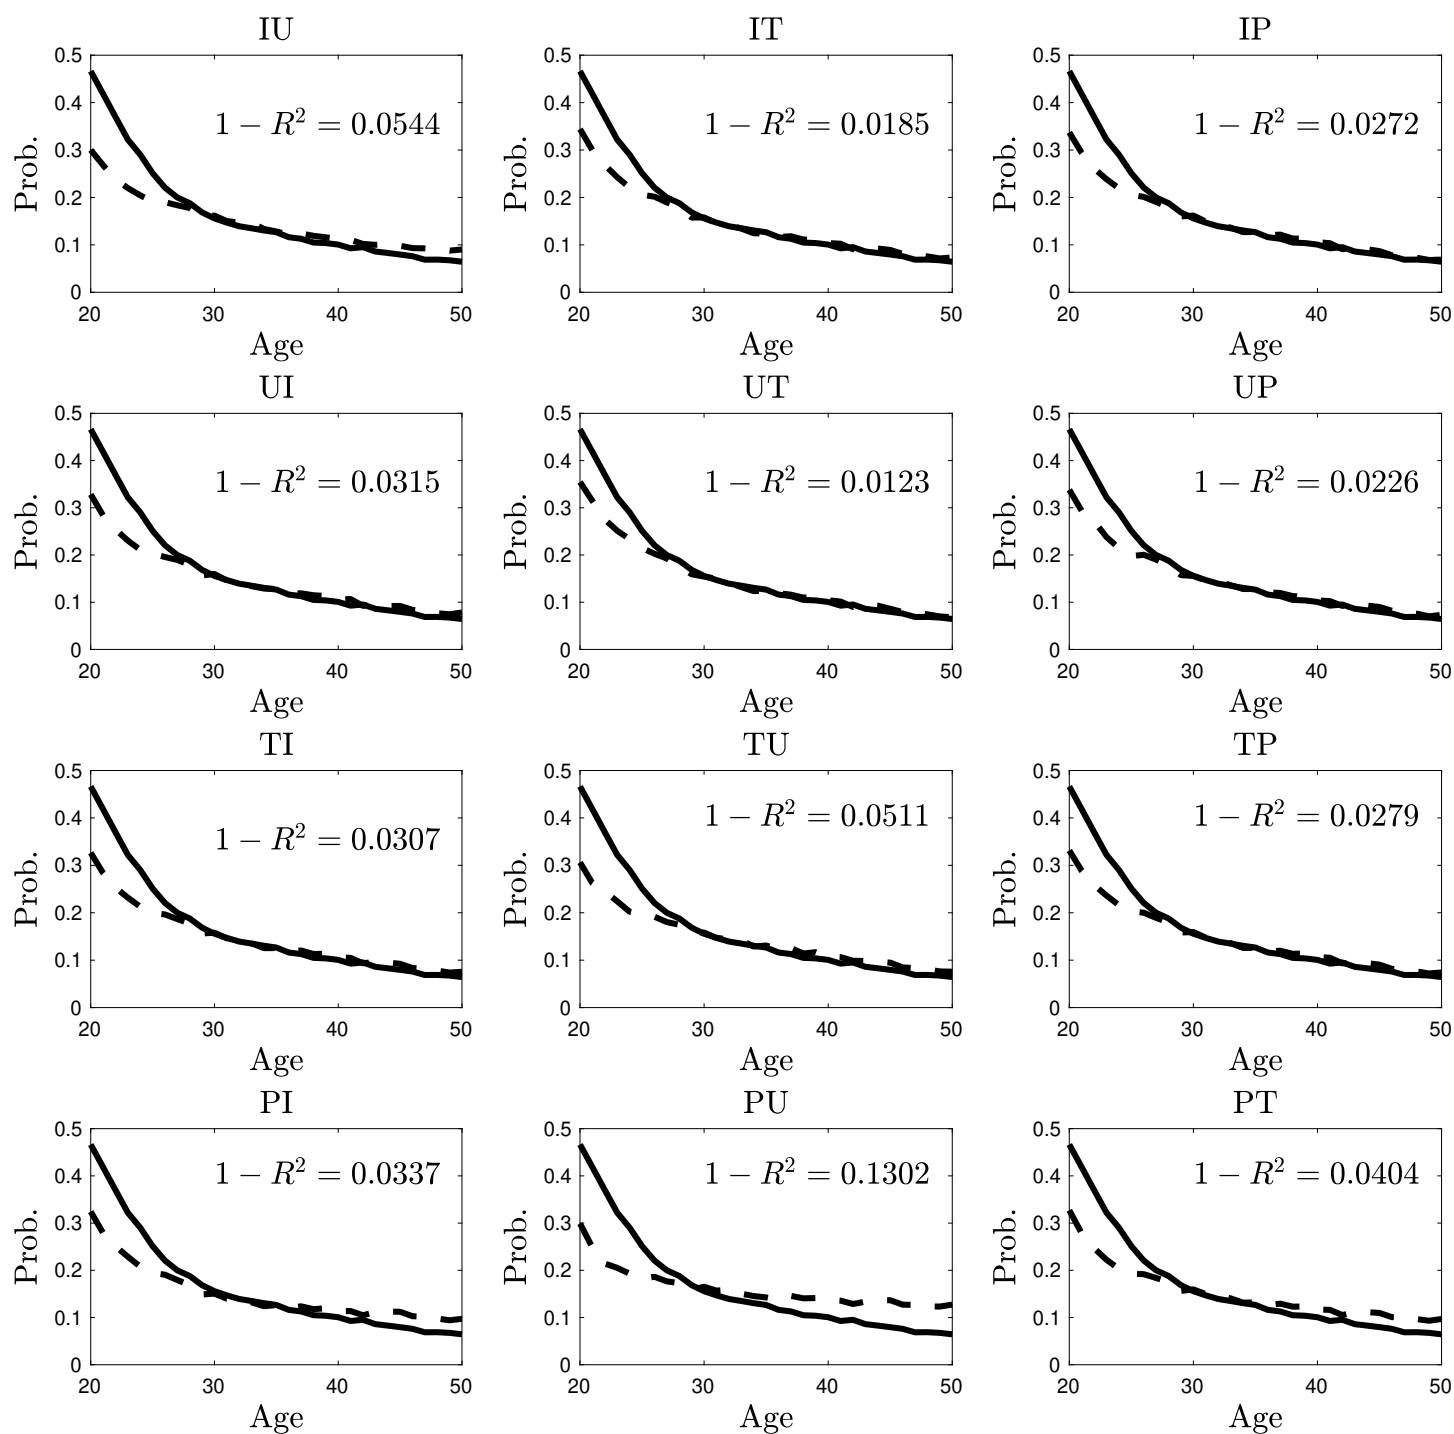 IU
IT
IP
0.5
0.4
0.3
0.2
0.1
0
Prob.
1 − R² = 0.0544
20
30
40
50
Age
0.5
0.4
0.3
0.2
0.1
0
Prob.
1 − R² = 0.0185
20
30
40
50
Age
0.5
0.4
0.3
0.2
0.1
0
Prob.
1 − R² = 0.0272
20
30
40
50
Age
UI
UT
UP
0.5
0.4
0.3
0.2
0.1
0
Prob.
1 − R² = 0.0315
20
30
40
50
Age
0.5
0.4
0.3
0.2
0.1
0
Prob.
1 − R² = 0.0123
20
30
40
50
Age
0.5
0.4
0.3
0.2
0.1
0
Prob.
1 − R² = 0.0226
20
30
40
50
Age
TI
TU
TP
0.5
0.4
0.3
0.2
0.1
0
Prob.
1 − R² = 0.0307
20
30
40
50
Age
0.5
0.4
0.3
0.2
0.1
0
Prob.
1 − R² = 0.0511
20
30
40
50
Age
0.5
0.4
0.3
0.2
0.1
0
Prob.
1 − R² = 0.0279
20
30
40
50
Age
PI
PU
PT
0.5
0.4
0.3
0.2
0.1
0
Prob.
1 − R² = 0.0337
20
30
40
50
Age
0.5
0.4
0.3
0.2
0.1
0
Prob.
1 − R² = 0.1302
20
30
40
50
Age
0.5
0.4
0.3
0.2
0.1
0
Prob.
1 − R² = 0.0404
20
30
40
50
Age